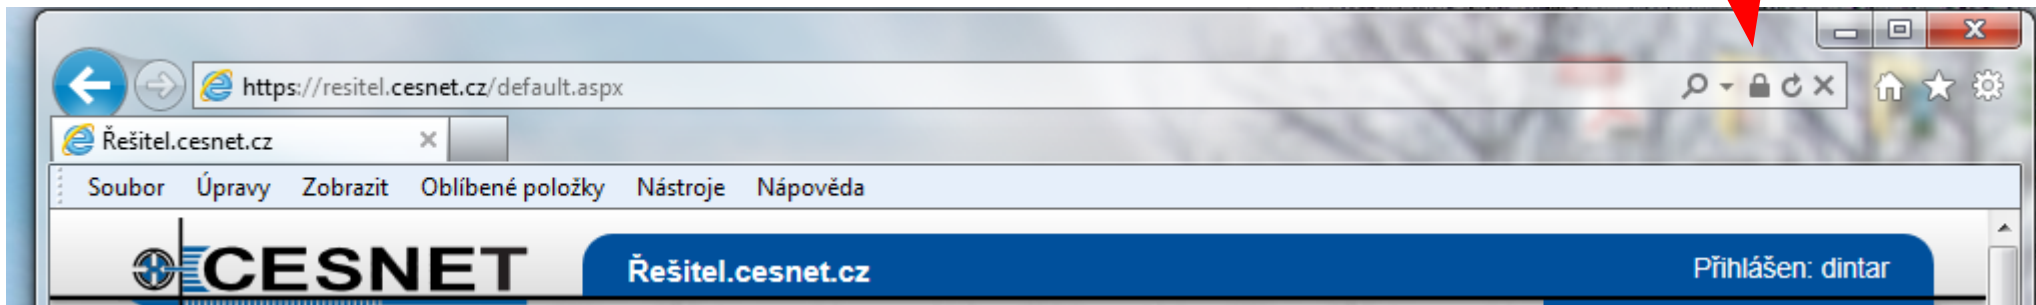 https://resitel.cesnet.cz/default.aspx
Řešitel.cesnet.cz
Soubor Úpravy Zobrazit Oblíbené položky Nástroje Nápověda
CESNET Řešitel.cesnet.cz Přihlášen: dintar